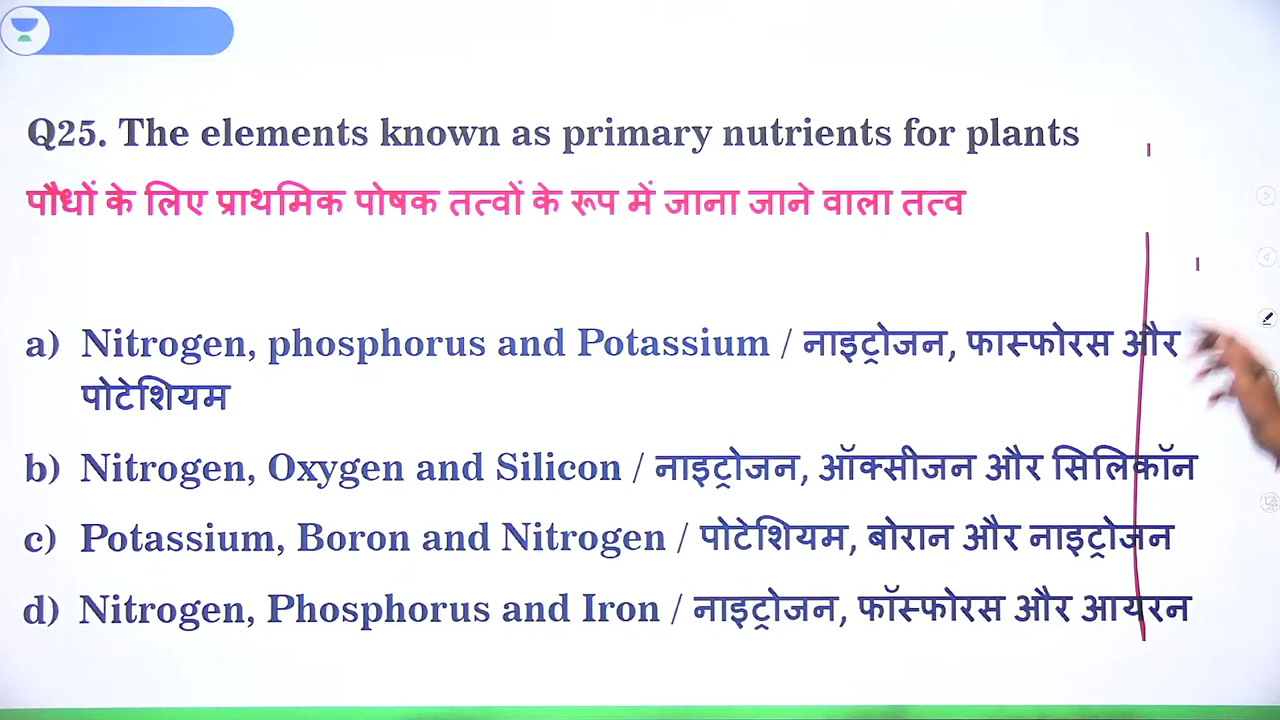 Q25. The elements known as primary nutrients for plants
पौधों के लिए प्राथमिक पोषक तत्वों के रूप में जाना जाने वाला तत्व
a) Nitrogen, phosphorus and Potassium / नाइट्रोजन, फास्फोरस और
पोटेशियम
b) Nitrogen, Oxygen and Silicon / नाइट्रोजन, ऑक्सीजन और सिलिकॉन
c) Potassium, Boron and Nitrogen / पोटेशियम, बोरान और नाइट्रोजन
d) Nitrogen, Phosphorus and Iron / नाइट्रोजन, फॉस्फोरस और आयरन